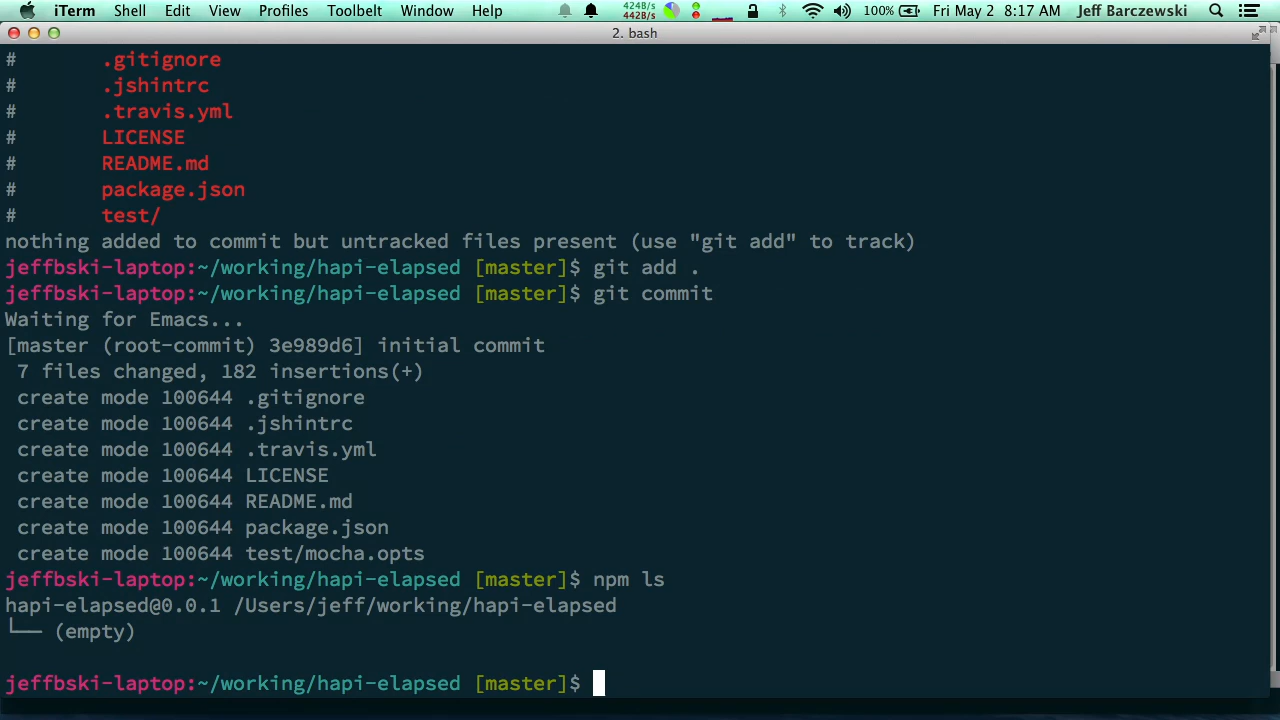 iTerm Shell Edit View Profiles Toolbelt Window Help 424B/s 442B/s 100% Fri May 2 8:17 AM Jeff Barczewski
2. bash
# .gitignore
# .jshintrc
# .travis.yml
# LICENSE
# README.md
# package.json
# test/
nothing added to commit but untracked files present (use "git add" to track)
jeffbski-laptop:~/working/hapi-elapsed [master]$ git add .
jeffbski-laptop:~/working/hapi-elapsed [master]$ git commit
Waiting for Emacs...
[master (root-commit) 3e989d6] initial commit
7 files changed, 182 insertions(+)
create mode 100644 .gitignore
create mode 100644 .jshintrc
create mode 100644 .travis.yml
create mode 100644 LICENSE
create mode 100644 README.md
create mode 100644 package.json
create mode 100644 test/mocha.opts
jeffbski-laptop:~/working/hapi-elapsed [master]$ npm ls
hapi-elapsed@0.0.1 /Users/jeff/working/hapi-elapsed
└── (empty)
jeffbski-laptop:~/working/hapi-elapsed [master]$